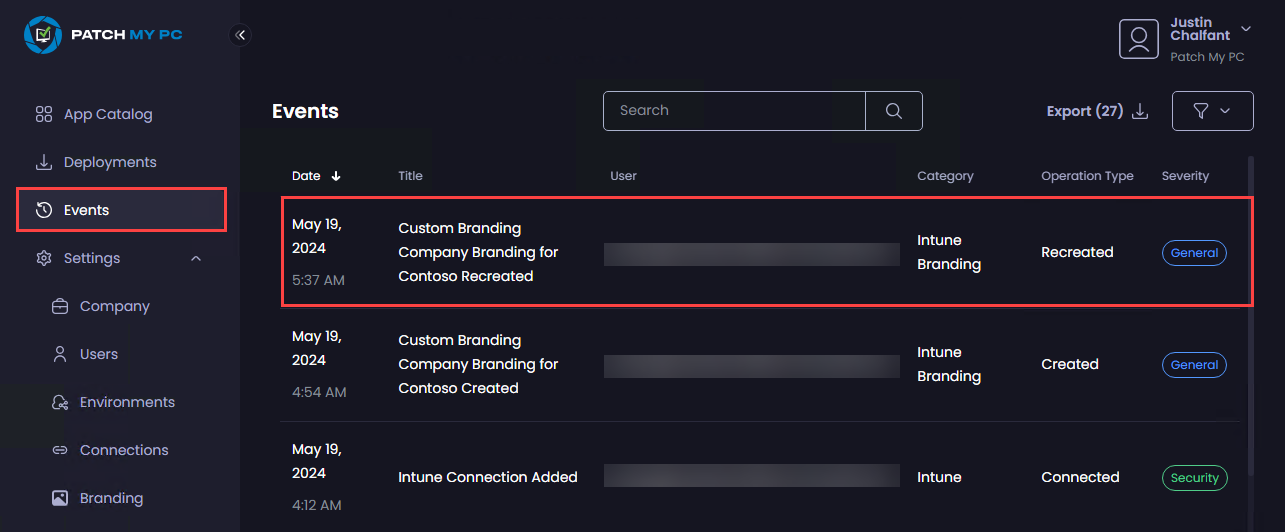 PATCH MY PC
Justin
Chalfant
Patch My PC
App Catalog
Deployments
Events
Settings
Company
Users
Environments
Connections
Branding
Events
Search
Export (27)
Date Title User Category Operation Type Severity
May 19,
2024
5:37 AM
Custom Branding
Company Branding for
Contoso Recreated
Intune
Branding
Recreated
General
May 19,
2024
4:54 AM
Custom Branding
Company Branding for
Contoso Created
Intune
Branding
Created
General
May 19,
2024
4:12 AM
Intune Connection Added
Intune
Connected
Security